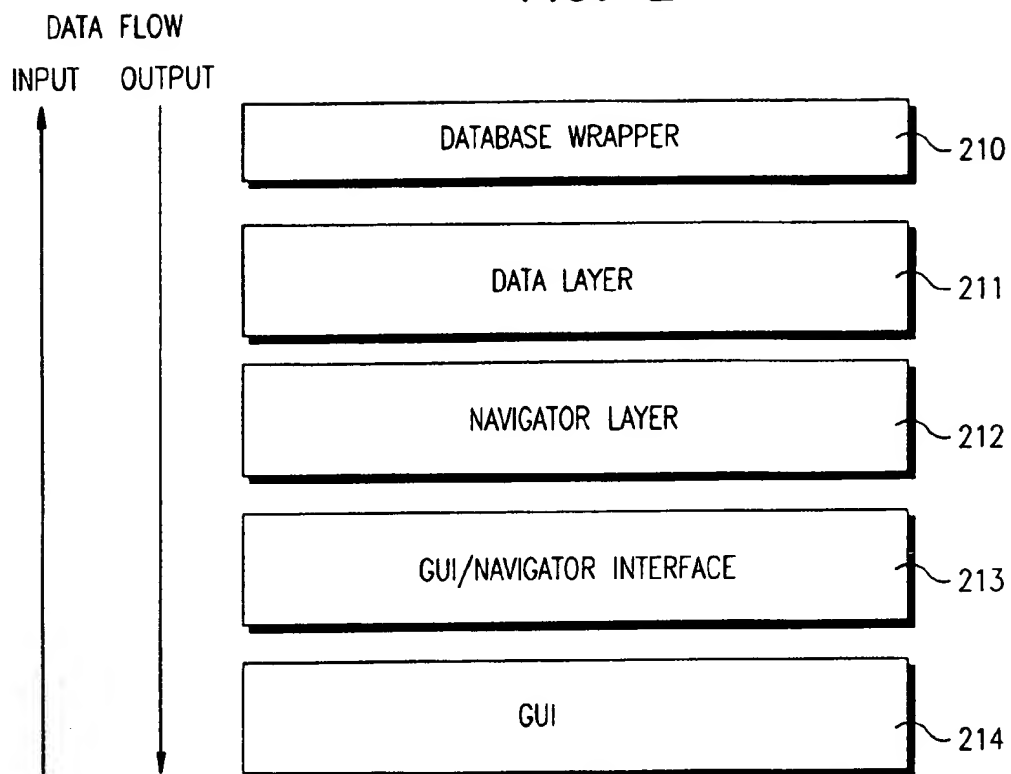 DATA FLOW
INPUT OUTPUT
DATABASE WRAPPER 210
DATA LAYER 211
NAVIGATOR LAYER 212
GUI/NAVIGATOR INTERFACE 213
GUI 214